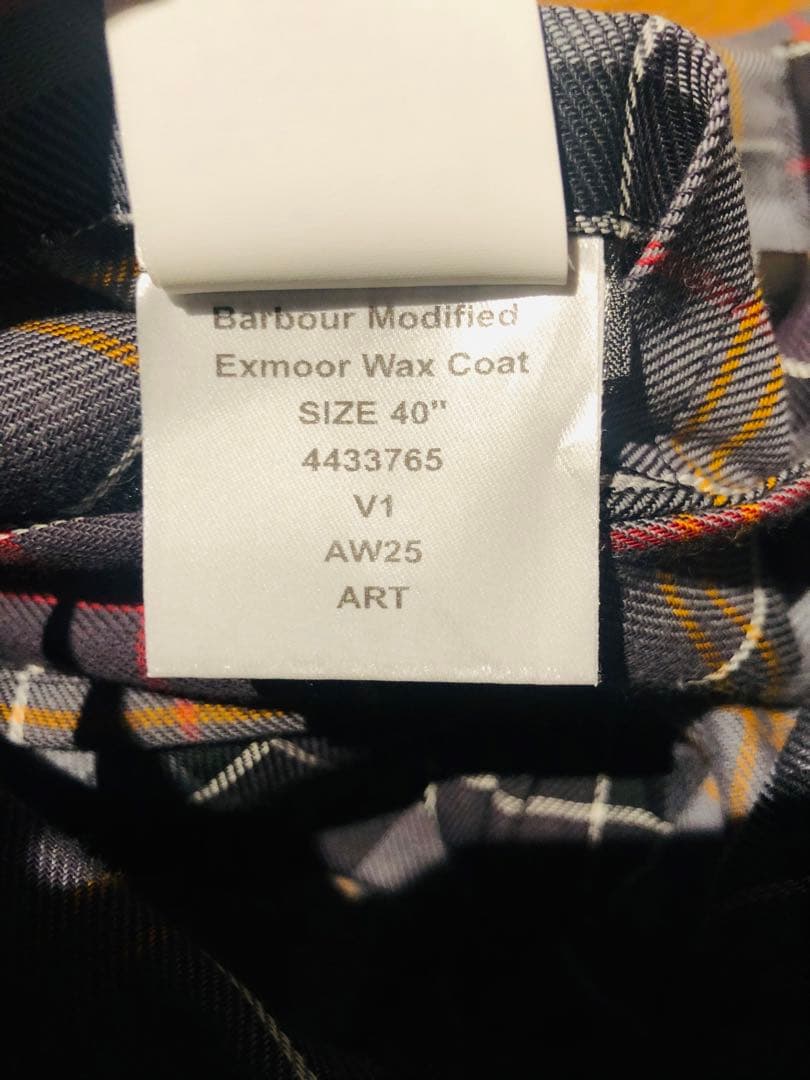 Barbour Modified
Exmoor Wax Coat
SIZE 40"
4433765
V1
AW25
ART